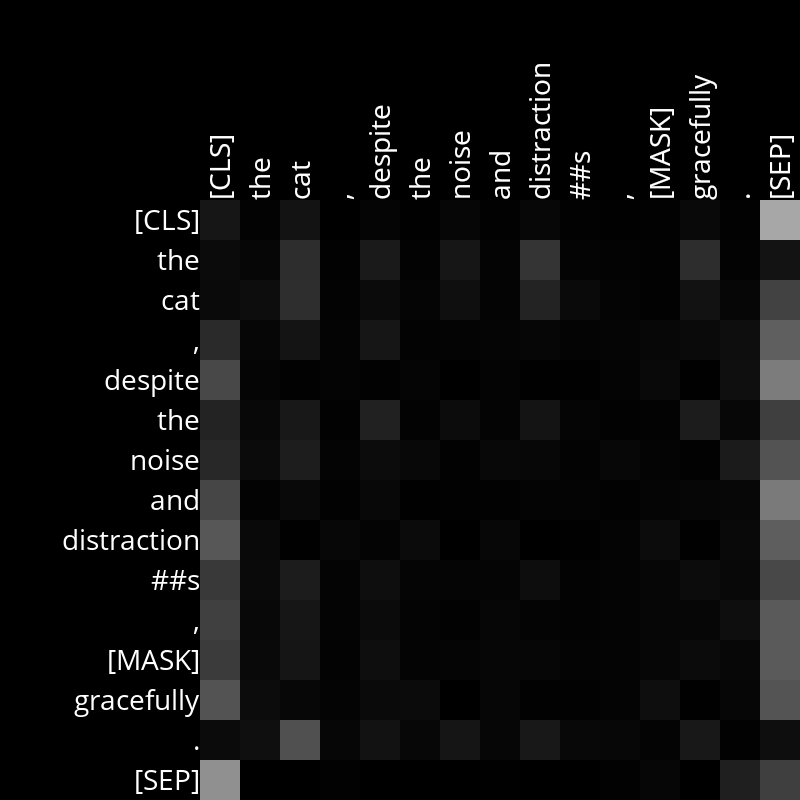 [CLS]
the
cat
,
despite
the
noise
and
distraction
##s
,
[MASK]
gracefully
.
[SEP]
[CLS]
the
cat
,
despite
the
noise
and
distraction
##s
,
[MASK]
gracefully
.
[SEP]